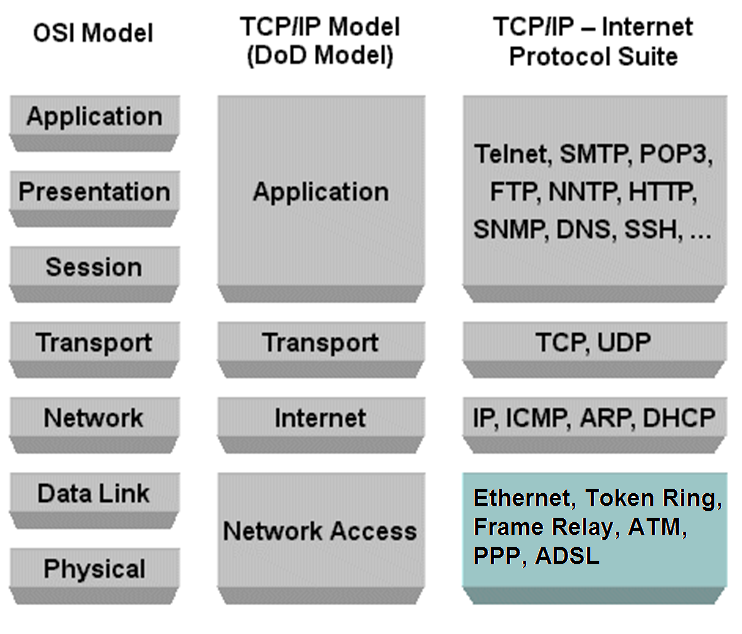 OSI Model
TCP/IP Model
(DoD Model)
TCP/IP – Internet
Protocol Suite
Application
Presentation
Session
Transport
Network
Data Link
Physical
Application
Transport
Internet
Network Access
Telnet, SMTP, POP3,
FTP, NNTP, HTTP,
SNMP, DNS, SSH, ...
TCP, UDP
IP, ICMP, ARP, DHCP
Ethernet, Token Ring,
Frame Relay, ATM,
PPP, ADSL